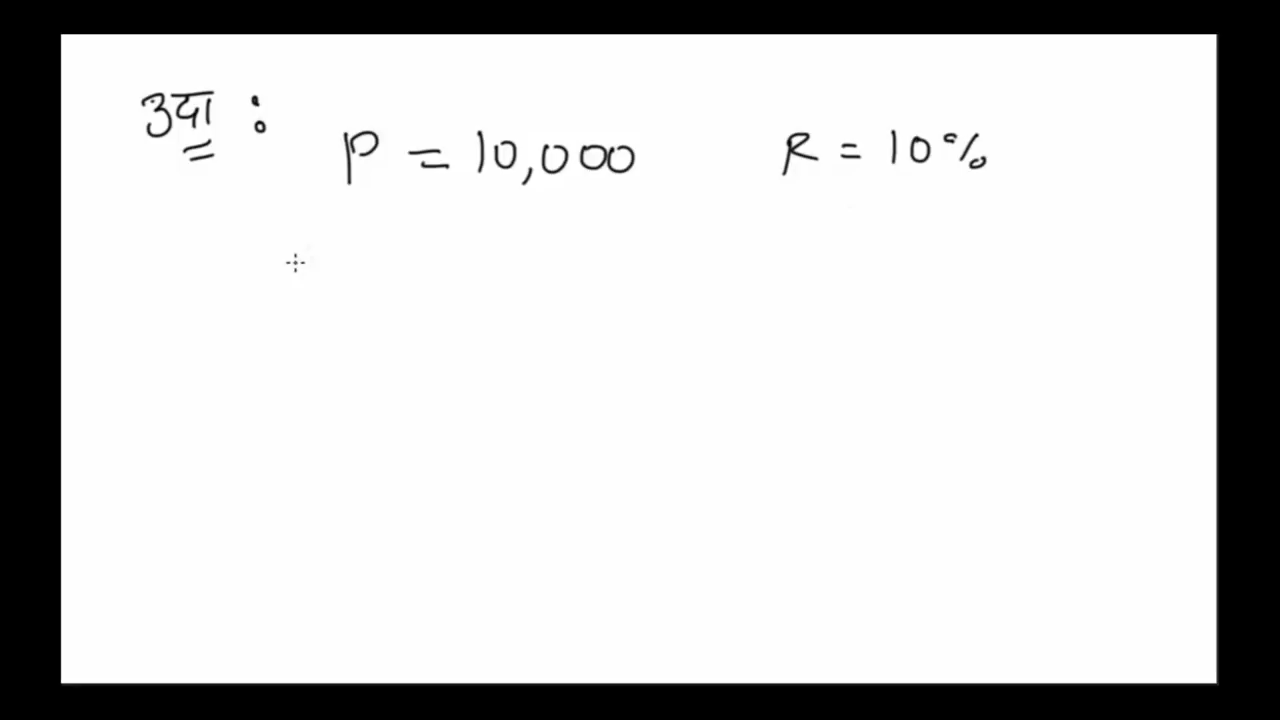 उदा : P = 10,000 R = 10%